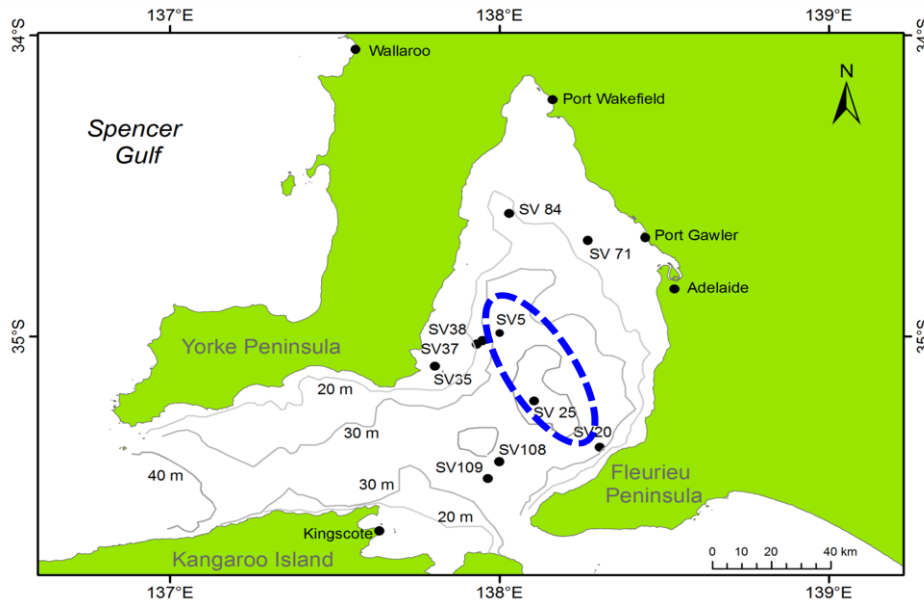 137°E 138°E 139°E
34°S 34°S
Wallaroo
N
Port Wakefield
Spencer
Gulf
SV 84
Port Gawler
SV 71
Adelaide
SV5
SV38
35°S 35°S
SV37
Yorke Peninsula
SV35
20 m
SV 25
30 m
SV20
SV108
SV109
Fleurieu
Peninsula
40 m
30 m
20 m
Kingscote
Kangaroo Island
0 10 20 40 km
137°E 138°E 139°E